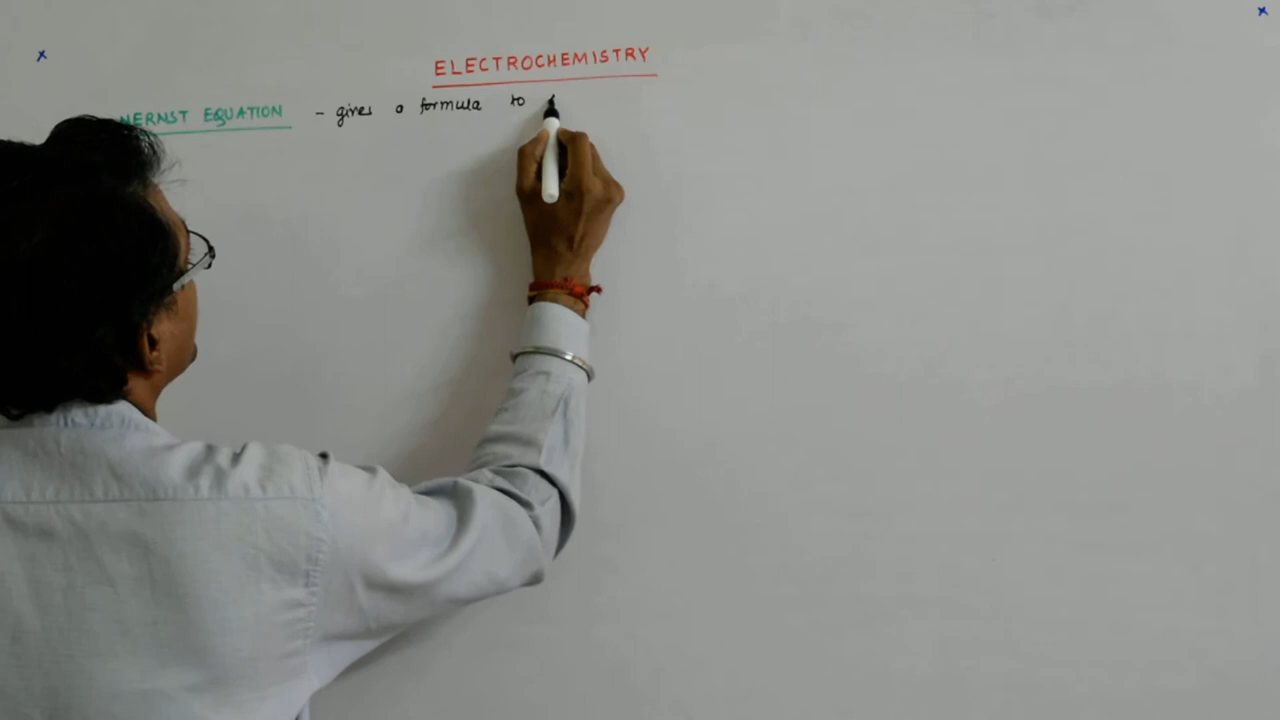 ELECTROCHEMISTRY
NERNST EQUATION - gives a formula to